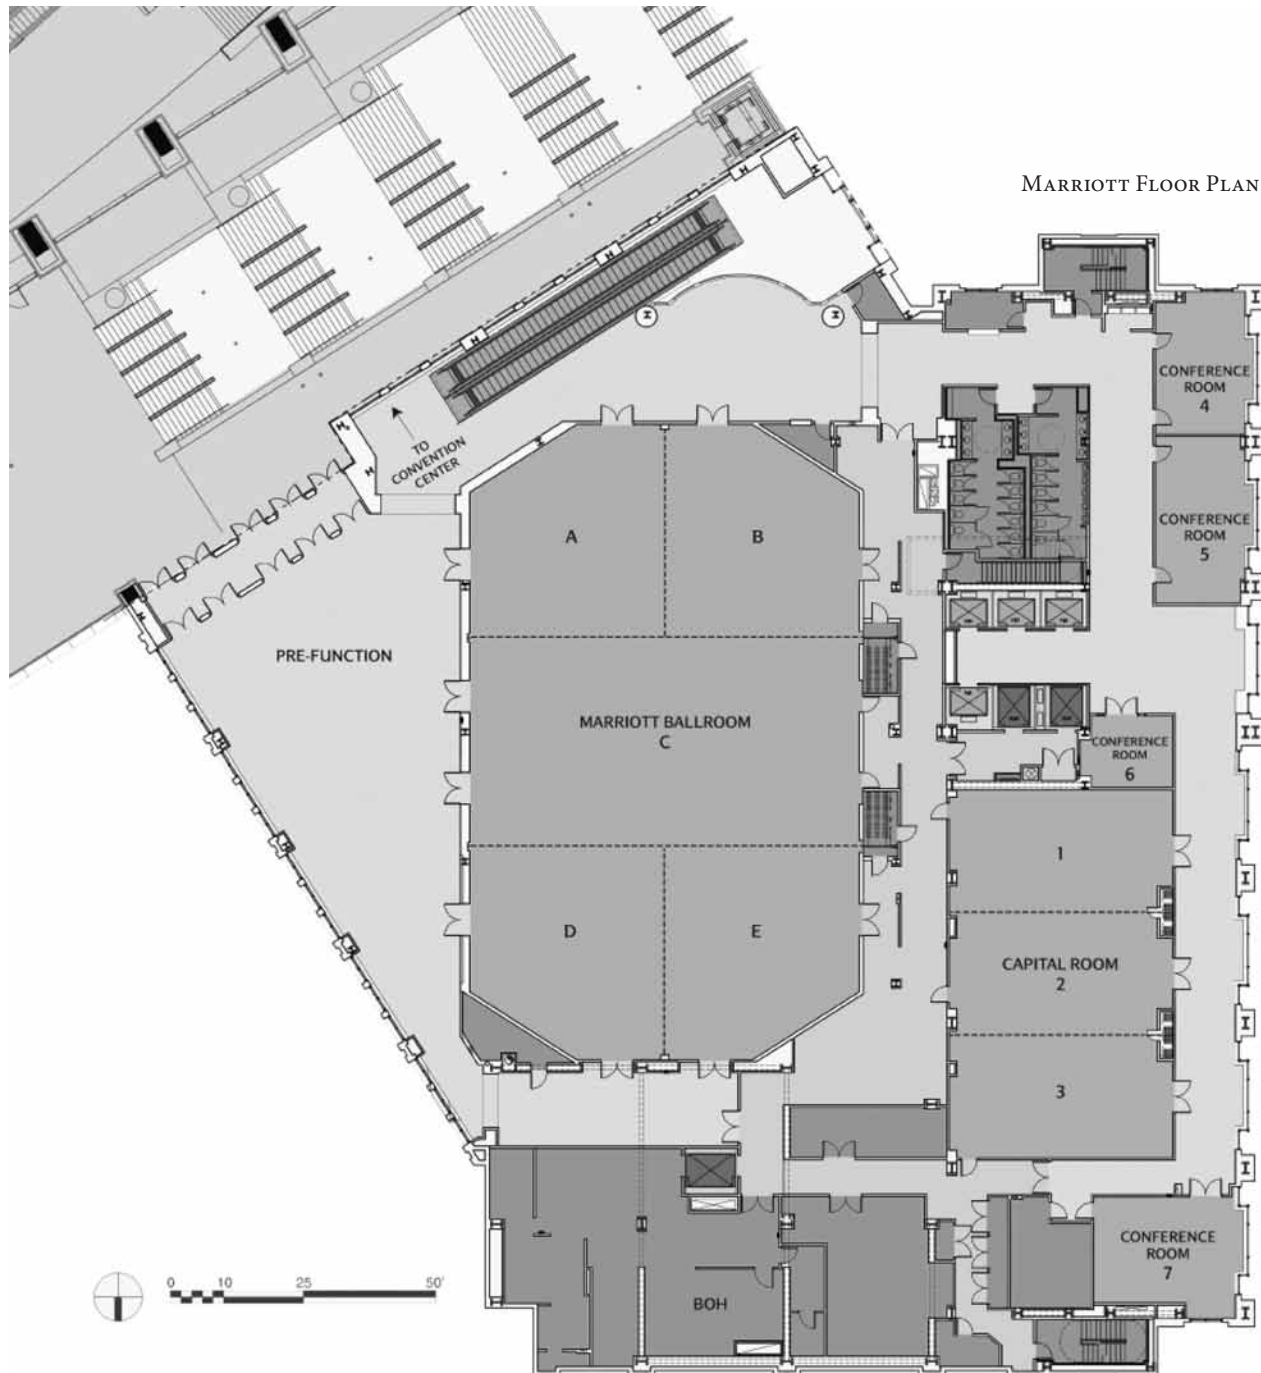 MARRIOTT FLOOR PLAN
CONFERENCE
ROOM
4
TO
CONVENTION
CENTER
CONFERENCE
ROOM
5
A
B
PRE-FUNCTION
MARRIOTT BALLROOM
C
CONFERENCE
ROOM
6
1
D
E
CAPITAL ROOM
2
3
CONFERENCE
ROOM
7
BOH
0 10 25 50'